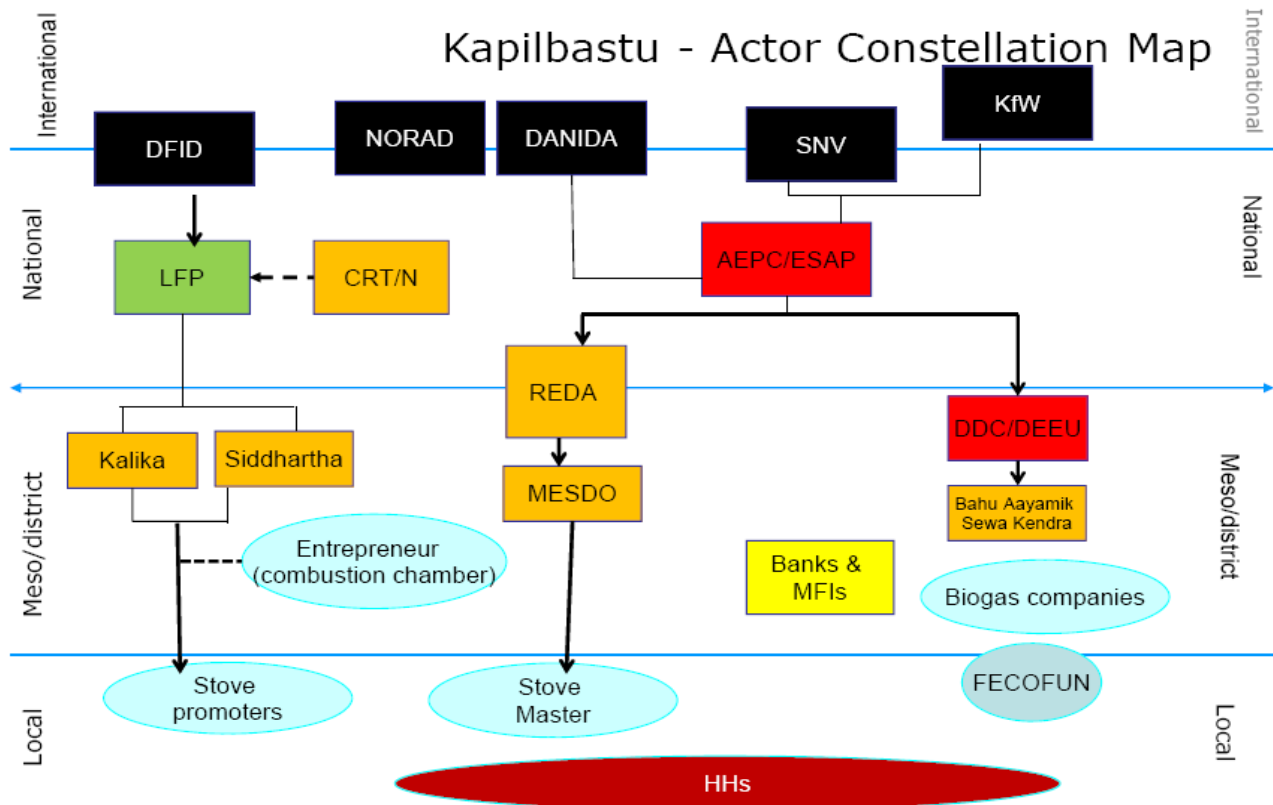 Kapilbastu - Actor Constellation Map
International
International
KfW
NORAD
DANIDA
DFID
SNV
National
National
LFP
CRT/N
AEPC/ESAP
REDA
DDC/DEEU
Kalika
Siddhartha
MESDO
Bahu Aayamik
Sewa Kendra
Meso/district
Meso/district
Entrepreneur
(combustion chamber)
Banks &
MFIs
Biogas companies
Stove
promoters
Stove
Master
FECOFUN
Local
Local
HHs